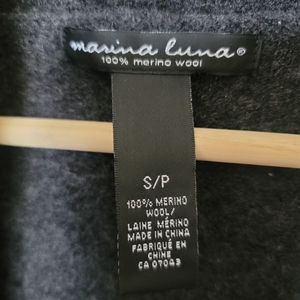 marina luna®
100% merino wool
S/P
100% MERINO
WOOL/
LAINE MÉRINO
MADE IN CHINA
FABRIQUÉ EN
CHINE
CA 07043